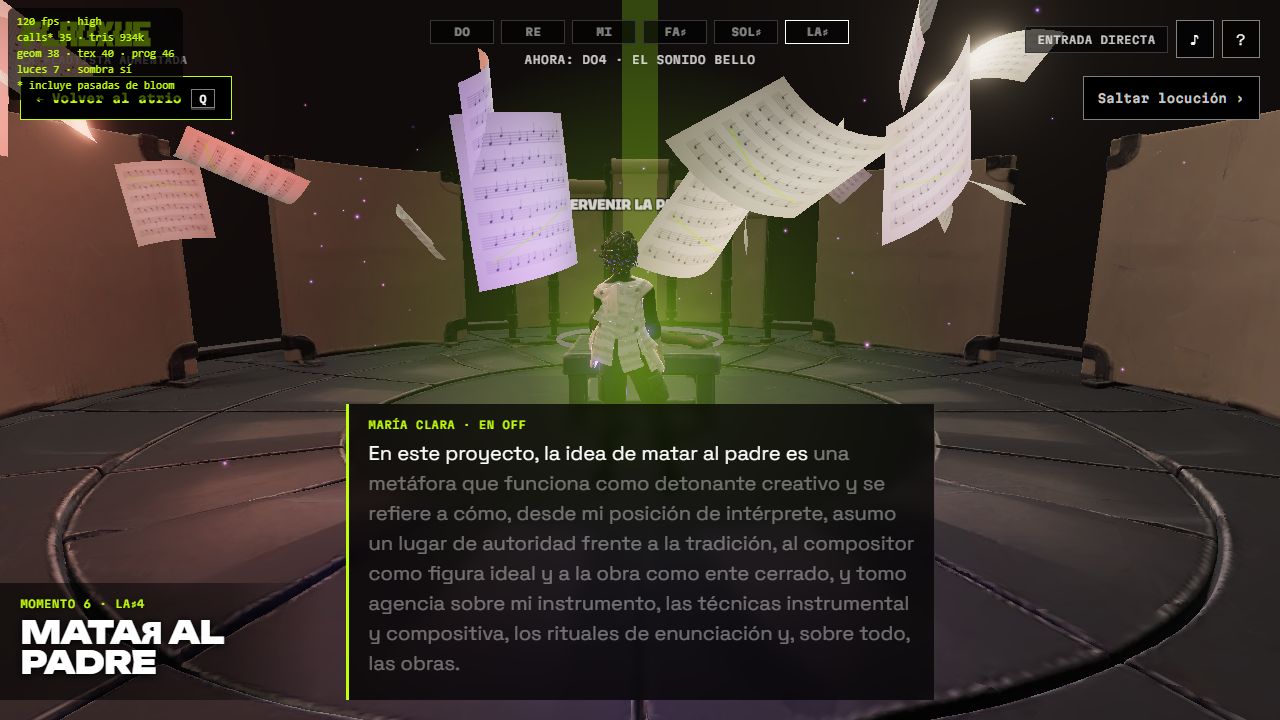 120 fps · high
calls* 35 · tris 934k
geom 38 · tex 40 · prog 46
luces 7 · sombra sí
* incluye pasadas de bloom
← Volver al atrio Q
DO RE MI FA♯ SOL♯ LA♯
AHORA: DO4 · EL SONIDO BELLO
ENTRADA DIRECTA ♪ ?
Saltar locución ›
ERVENIR LA P
MARÍA CLARA · EN OFF
En este proyecto, la idea de matar al padre es una
metáfora que funciona como detonante creativo y se
refiere a cómo, desde mi posición de intérprete, asumo
un lugar de autoridad frente a la tradición, al compositor
como figura ideal y a la obra como ente cerrado, y tomo
agencia sobre mi instrumento, las técnicas instrumental
y compositiva, los rituales de enunciación y, sobre todo,
las obras.
MOMENTO 6 · LA♯4
MATAЯ AL
PADRE